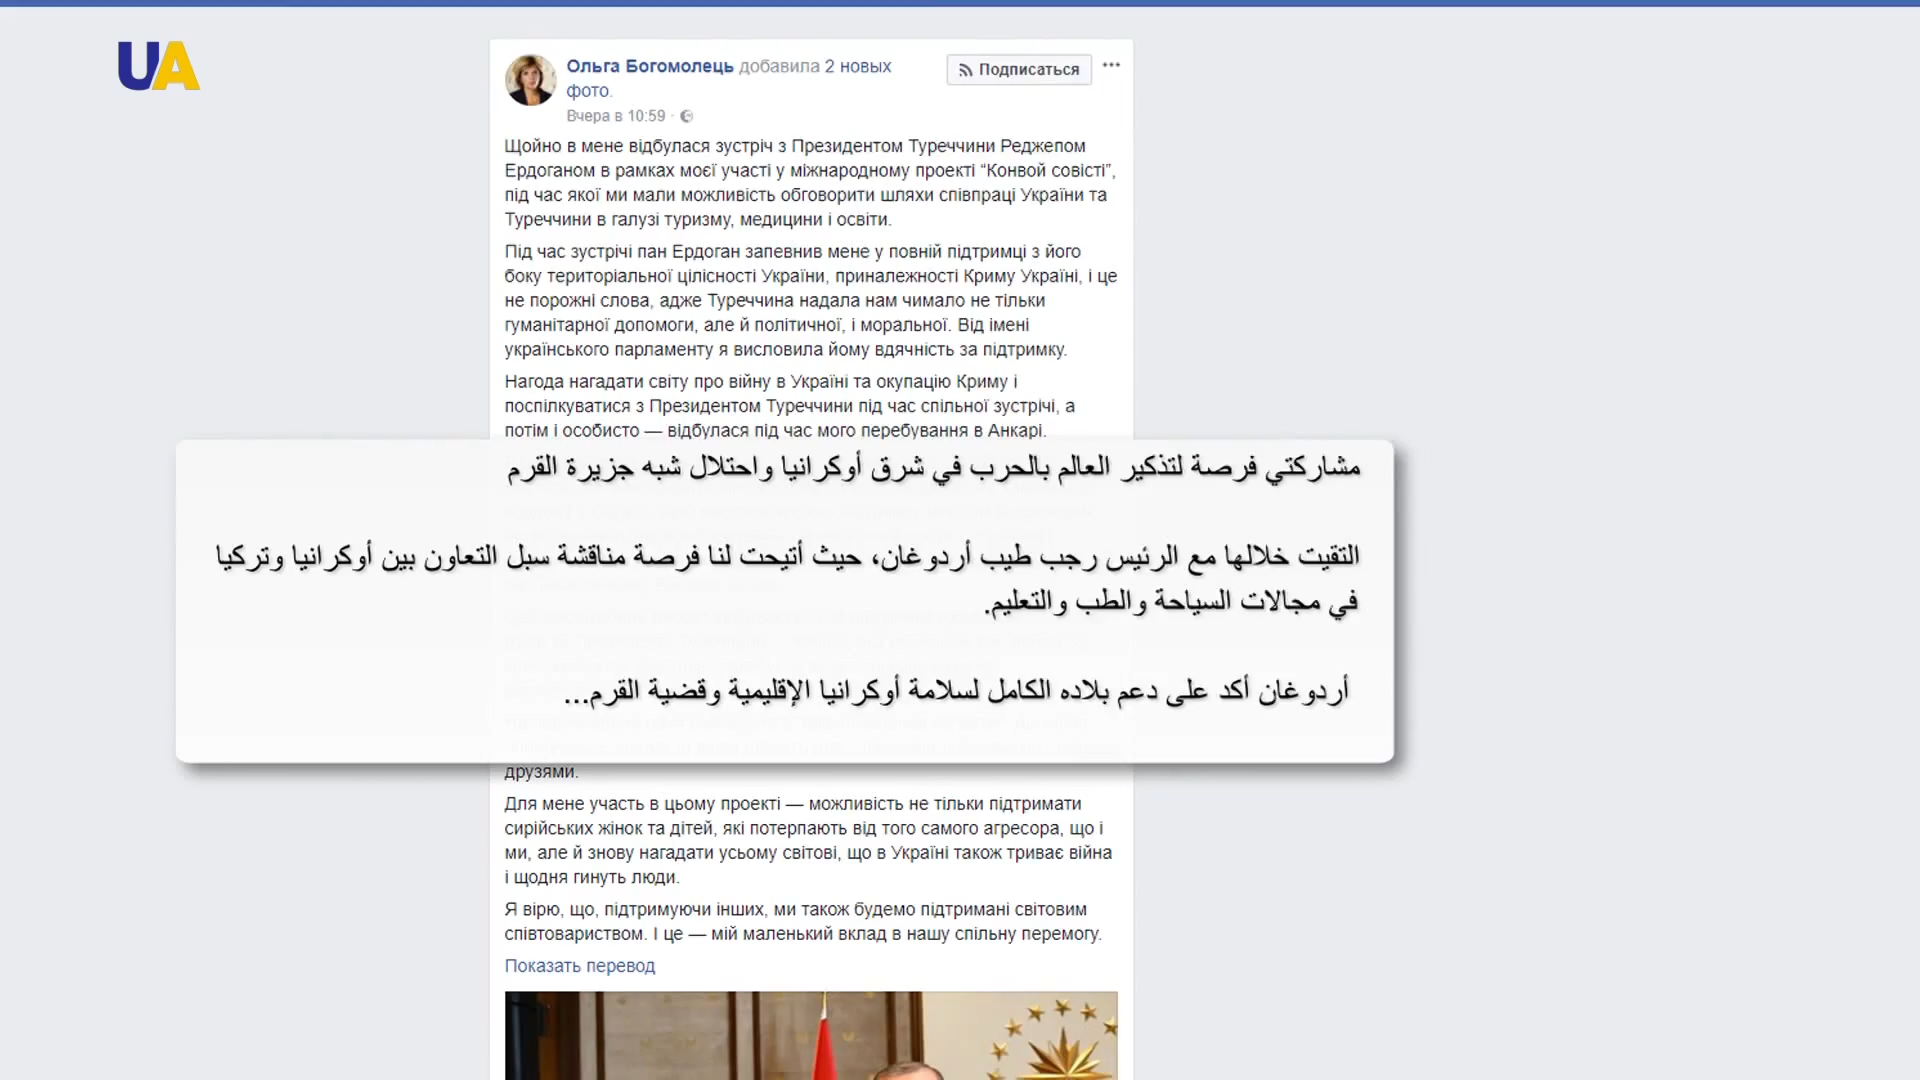 UA
Ольга Богомолець добавила 2 новых
фото.
Подписаться
Вчера в 10:59
Щойно в мене відбулася зустріч з Президентом Туреччини Реджепом
Ердоганом в рамках моєї участі у міжнародному проекті “Конвой совісті”,
під час якої ми мали можливість обговорити шляхи співпраці України та
Туреччини в галузі туризму, медицини і освіти.
Під час зустрічі пан Ердоган запевнив мене у повній підтримці з його
боку територіальної цілісності України, приналежності Криму Україні, і це
не порожні слова, адже Туреччина надала нам чимало не тільки
гуманітарної допомоги, але й політичної, і моральної. Від імені
українського парламенту я висловила йому вдячність за підтримку.
Нагода нагадати світу про війну в Україні та окупацію Криму і
поспілкуватися з Президентом Туреччини під час спільної зустрічі, а
потім і особисто — відбулася під час мого перебування в Анкарі.
مشاركتي فرصة لتذكير العالم بالحرب في شرق أوكرانيا واحتلال شبه جزيرة القرم
التقيت خلالها مع الرئيس رجب طيب أردوغان، حيث أتيحت لنا فرصة مناقشة سبل التعاون بين أوكرانيا وتركيا
في مجالات السياحة والطب والتعليم.
أردوغان أكد على دعم بلاده الكامل لسلامة أوكرانيا الإقليمية وقضية القرم...
друзями.
Для мене участь в цьому проекті — можливість не тільки підтримати
сирійських жінок та дітей, які потерпають від того самого агресора, що і
ми, але й знову нагадати усьому світові, що в Україні також триває війна
і щодня гинуть люди.
Я вірю, що, підтримуючи інших, ми також будемо підтримані світовим
співтовариством. І це — мій маленький вклад в нашу спільну перемогу.
Показать перевод